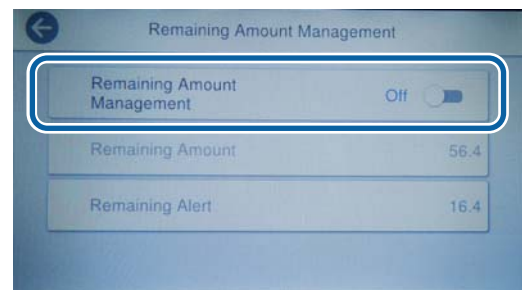 Remaining Amount Management
Remaining Amount
Management
Off
Remaining Amount
56.4
Remaining Alert
16.4